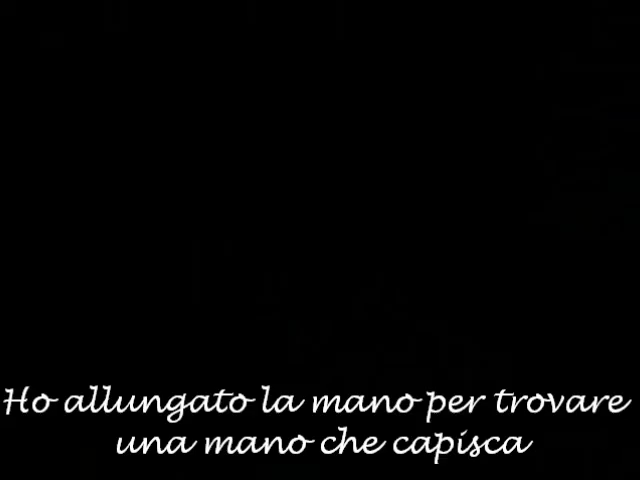 Ho allungato la mano per trovare
una mano che capisca